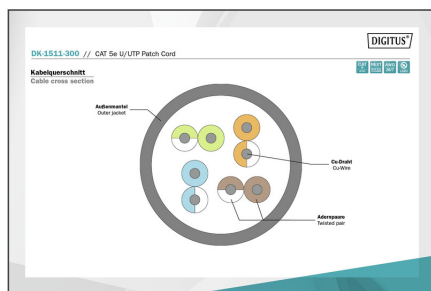 DIGITUS®
DK-1511-300 // CAT 5e U/UTP Patch Cord
Kabelquerschnitt
Cable cross section
Außenmantel
Outer jacket
Cu-Draht
Cu-Wire
Adernpaare
Twisted pair